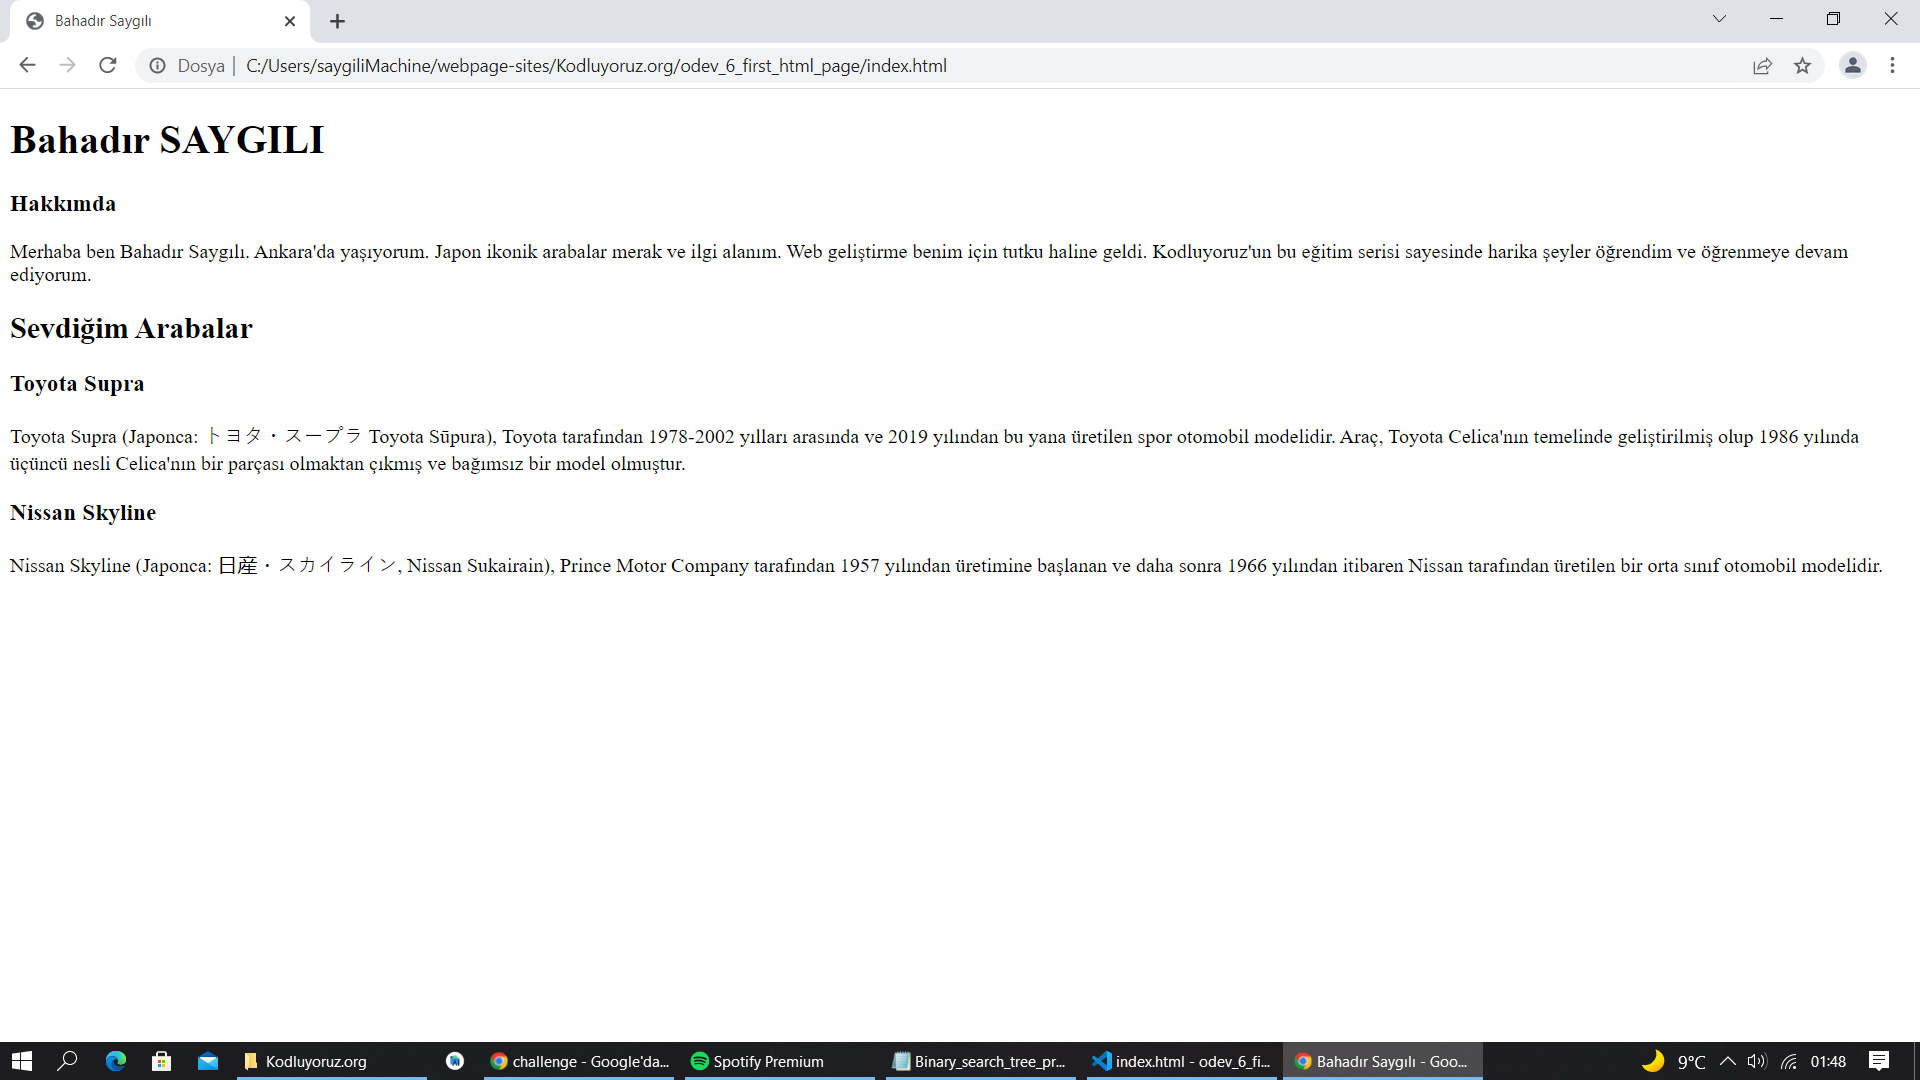 Bahadır Saygılı
Dosya | C:/Users/saygiliMachine/webpage-sites/Kodluyoruz.org/odev_6_first_html_page/index.html
Bahadır SAYGILI
Hakkımda
Merhaba ben Bahadır Saygılı. Ankara'da yaşıyorum. Japon ikonik arabalar merak ve ilgi alanım. Web geliştirme benim için tutku haline geldi. Kodluyoruz'un bu eğitim serisi sayesinde harika şeyler öğrendim ve öğrenmeye devam
ediyorum.
Sevdiğim Arabalar
Toyota Supra
Toyota Supra (Japonca: トヨタ・スープラ Toyota Sūpura), Toyota tarafından 1978-2002 yılları arasında ve 2019 yılından bu yana üretilen spor otomobil modelidir. Araç, Toyota Celica'nın temelinde geliştirilmiş olup 1986 yılında
üçüncü nesli Celica'nın bir parçası olmaktan çıkmış ve bağımsız bir model olmuştur.
Nissan Skyline
Nissan Skyline (Japonca: 日産・スカイライン, Nissan Sukairain), Prince Motor Company tarafından 1957 yılından üretimine başlanan ve daha sonra 1966 yılından itibaren Nissan tarafından üretilen bir orta sınıf otomobil modelidir.
Kodluyoruz.org challenge - Google'da... Spotify Premium Binary_search_tree_pr... index.html - odev_6_fi... Bahadır Saygılı - Goo... 9°C 01:48